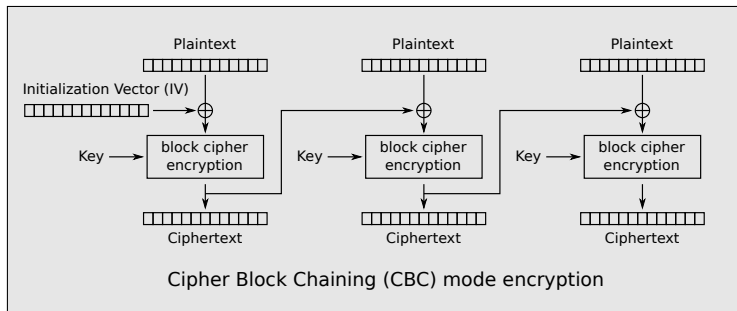 Plaintext Plaintext Plaintext
Initialization Vector (IV)
Key block cipher encryption Key block cipher encryption Key block cipher encryption
Ciphertext Ciphertext Ciphertext
Cipher Block Chaining (CBC) mode encryption